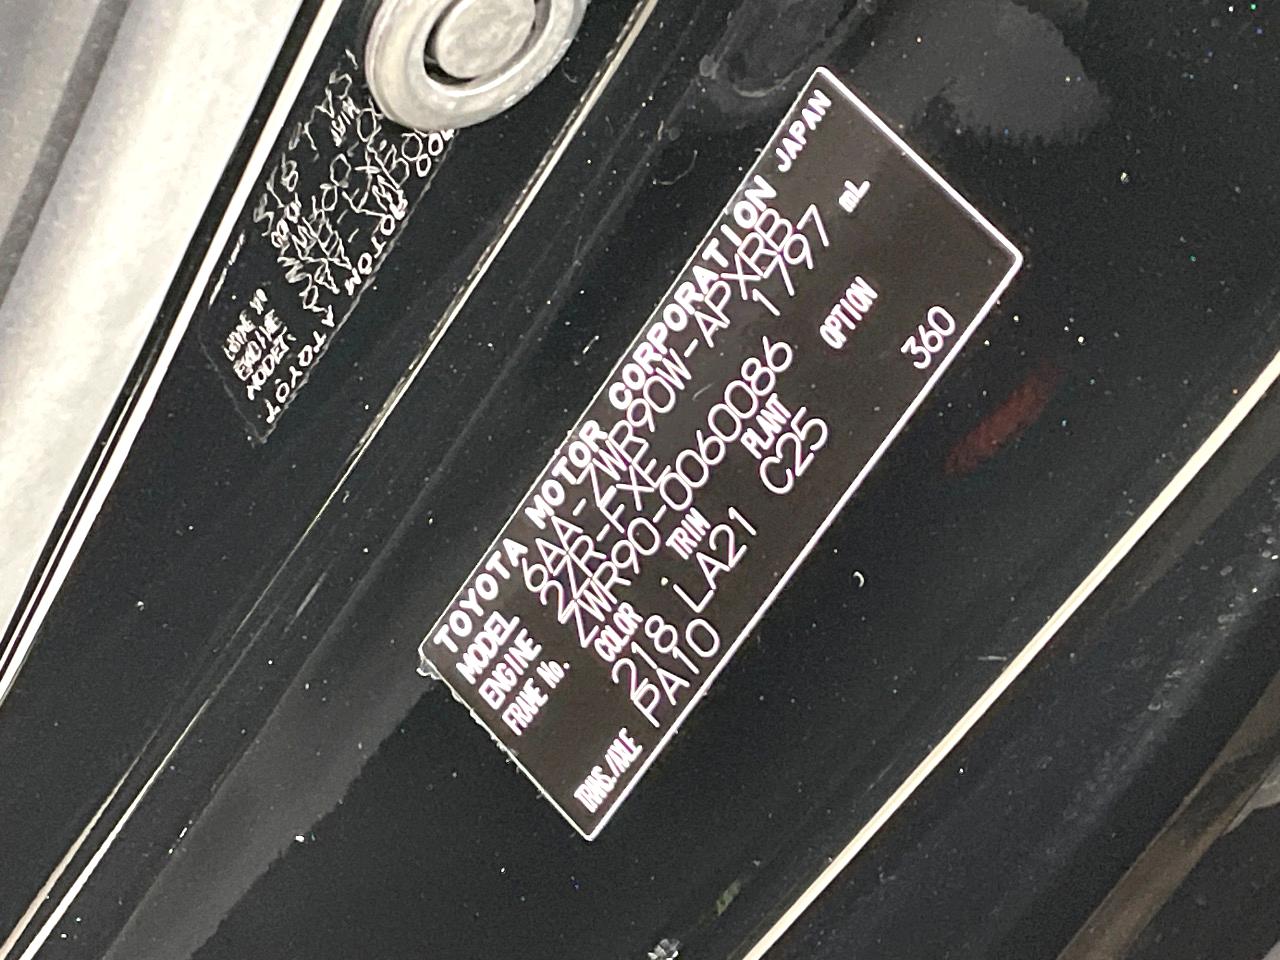 TOYOTA MOTOR CORPORATION JAPAN
MODEL 6AA-ZWR90W-APXRB
ENGINE 2ZR-FXE 1797 mL
FRAME No. ZWR90-0060086
COLOR TRIM PLANT OPTION
218 LA21 C25 360
TRANS./AXLE PA10